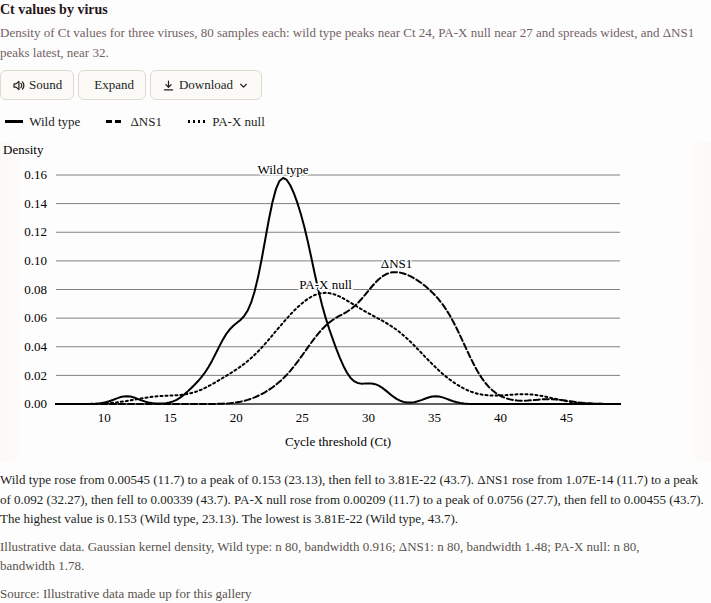 Ct values by virus
Density of Ct values for three viruses, 80 samples each: wild type peaks near Ct 24, PA-X null near 27 and spreads widest, and ΔNS1
peaks latest, near 32.
Sound Expand Download
Wild type ΔNS1 PA-X null
Density
Wild type
0.16
0.14
0.12
0.10
ΔNS1
0.08
PA-X null
0.06
0.04
0.02
0.00
10 15 20 25 30 35 40 45
Cycle threshold (Ct)
Wild type rose from 0.00545 (11.7) to a peak of 0.153 (23.13), then fell to 3.81E-22 (43.7). ΔNS1 rose from 1.07E-14 (11.7) to a peak
of 0.092 (32.27), then fell to 0.00339 (43.7). PA-X null rose from 0.00209 (11.7) to a peak of 0.0756 (27.7), then fell to 0.00455 (43.7).
The highest value is 0.153 (Wild type, 23.13). The lowest is 3.81E-22 (Wild type, 43.7).
Illustrative data. Gaussian kernel density, Wild type: n 80, bandwidth 0.916; ΔNS1: n 80, bandwidth 1.48; PA-X null: n 80,
bandwidth 1.78.
Source: Illustrative data made up for this gallery